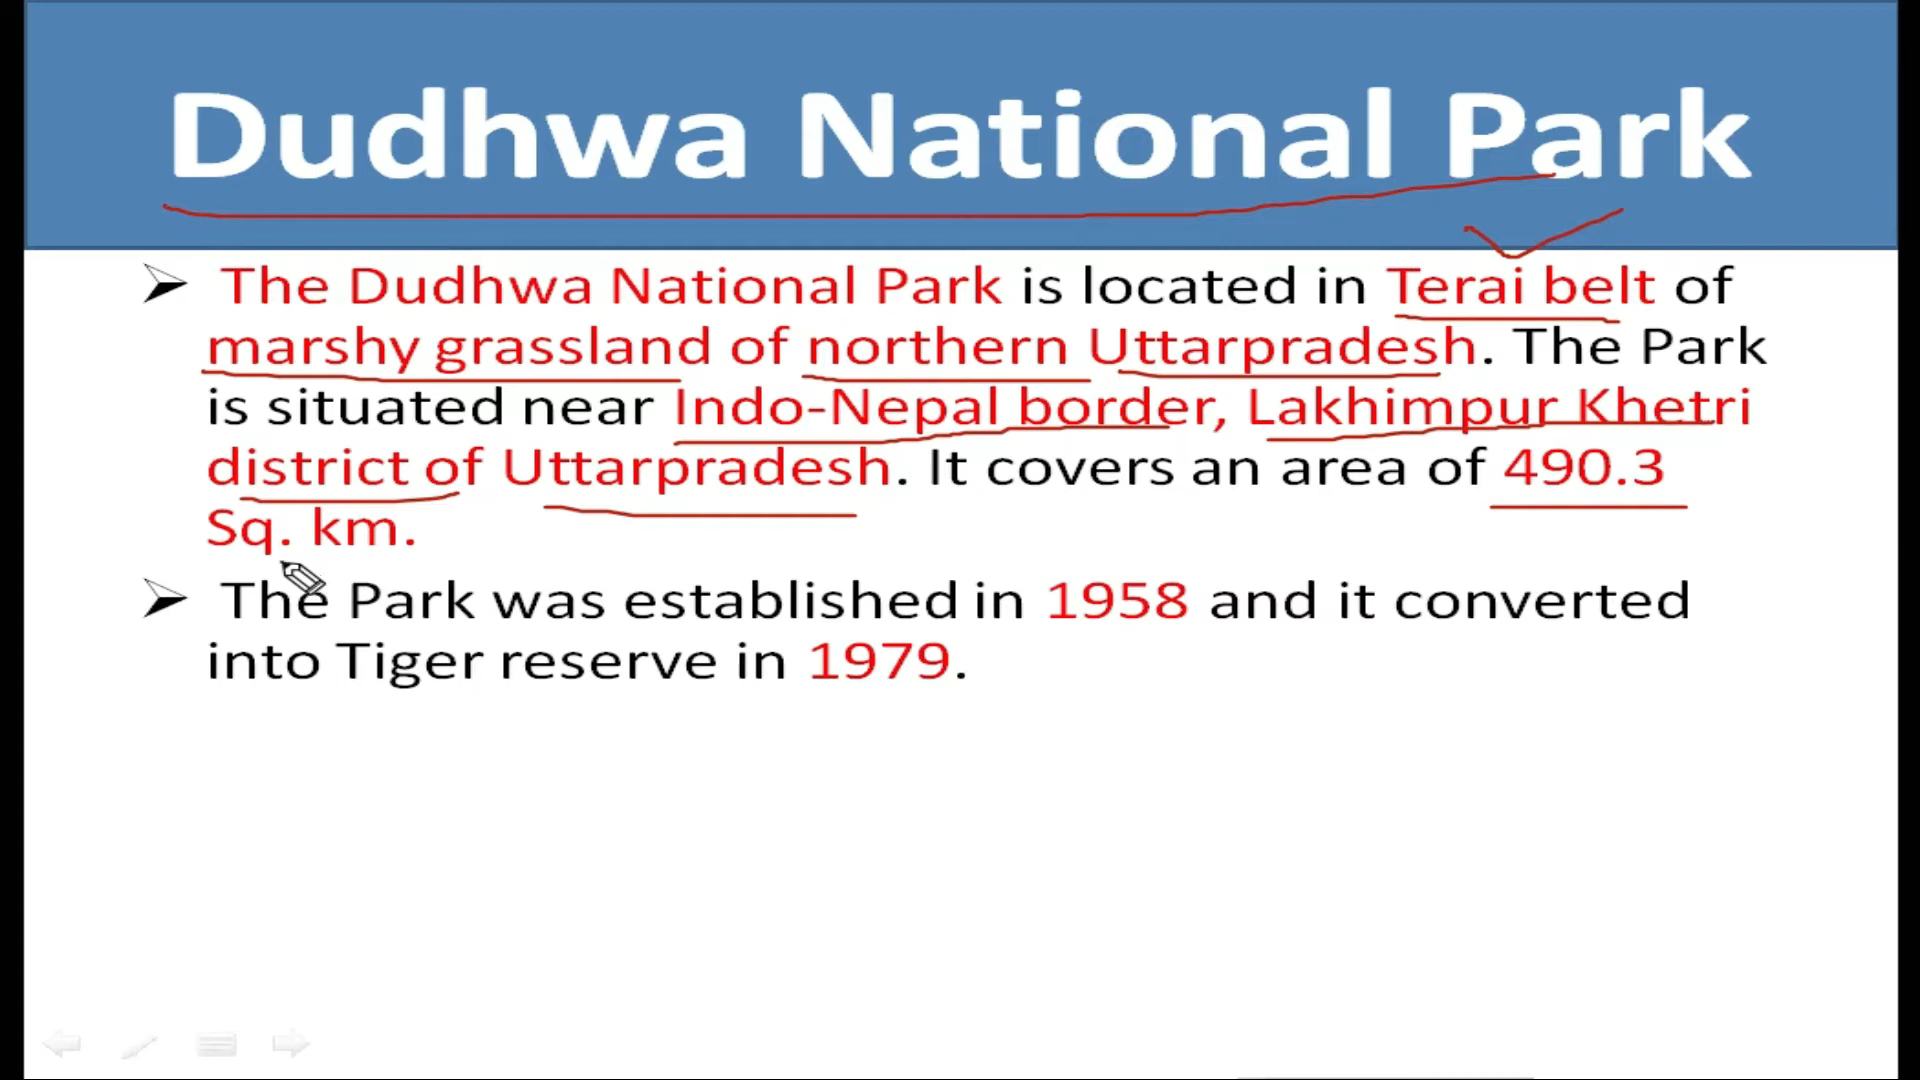 Dudhwa National Park
The Dudhwa National Park is located in Terai belt of
marshy grassland of northern Uttarpradesh. The Park
is situated near Indo-Nepal border, Lakhimpur Khetri
district of Uttarpradesh. It covers an area of 490.3
Sq. km.
The Park was established in 1958 and it converted
into Tiger reserve in 1979.